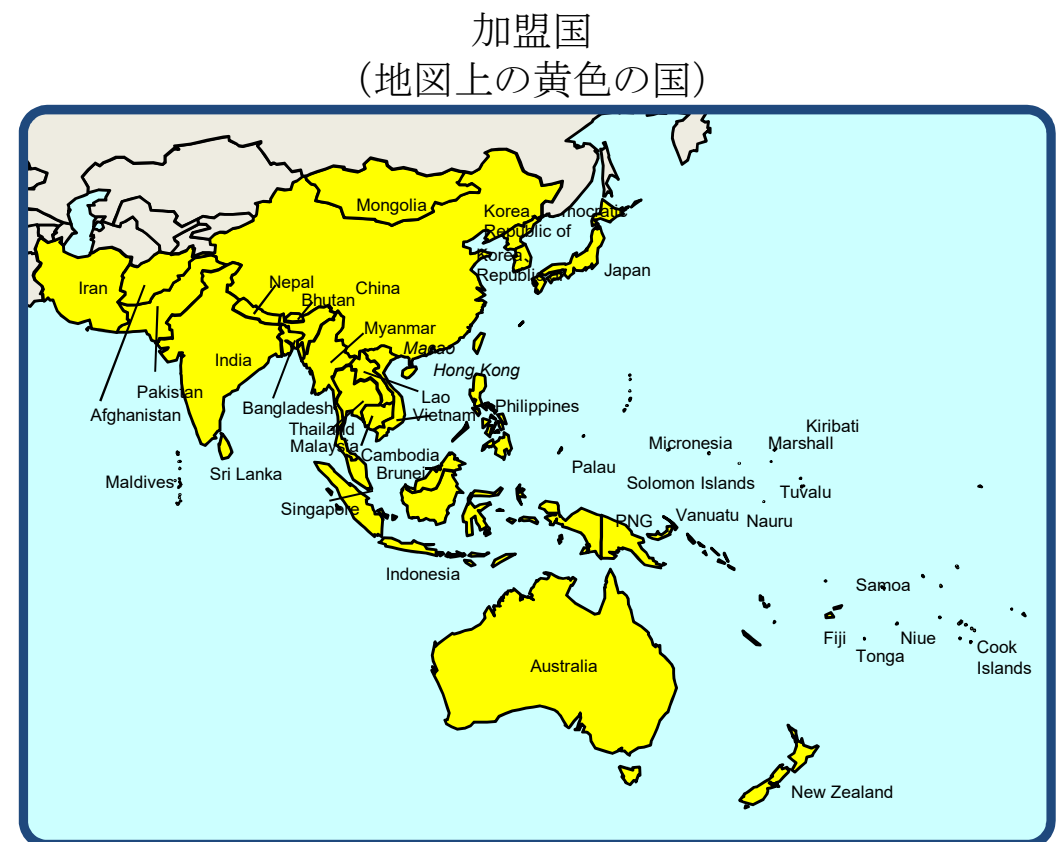 加盟国
（地図上の黄色の国）
Mongolia
Korea,
mocratic
Republic of
Korea,
Republic
Japan
Iran
Nepal
China
Bhutan
Myanmar
Macao
India
Hong Kong
Pakistan
Lao
Afghanistan
Bangladesh
Vietnam
Philippines
Thailand
Kiribati
Malaysia
Micronesia
Marshall
Cambodia
Brunei
Palau
Maldives
Sri Lanka
Solomon Islands
Tuvalu
Singapore
PNG
Vanuatu
Nauru
Indonesia
Samoa
Fiji
Niue
Tonga
Cook
Islands
Australia
New Zealand